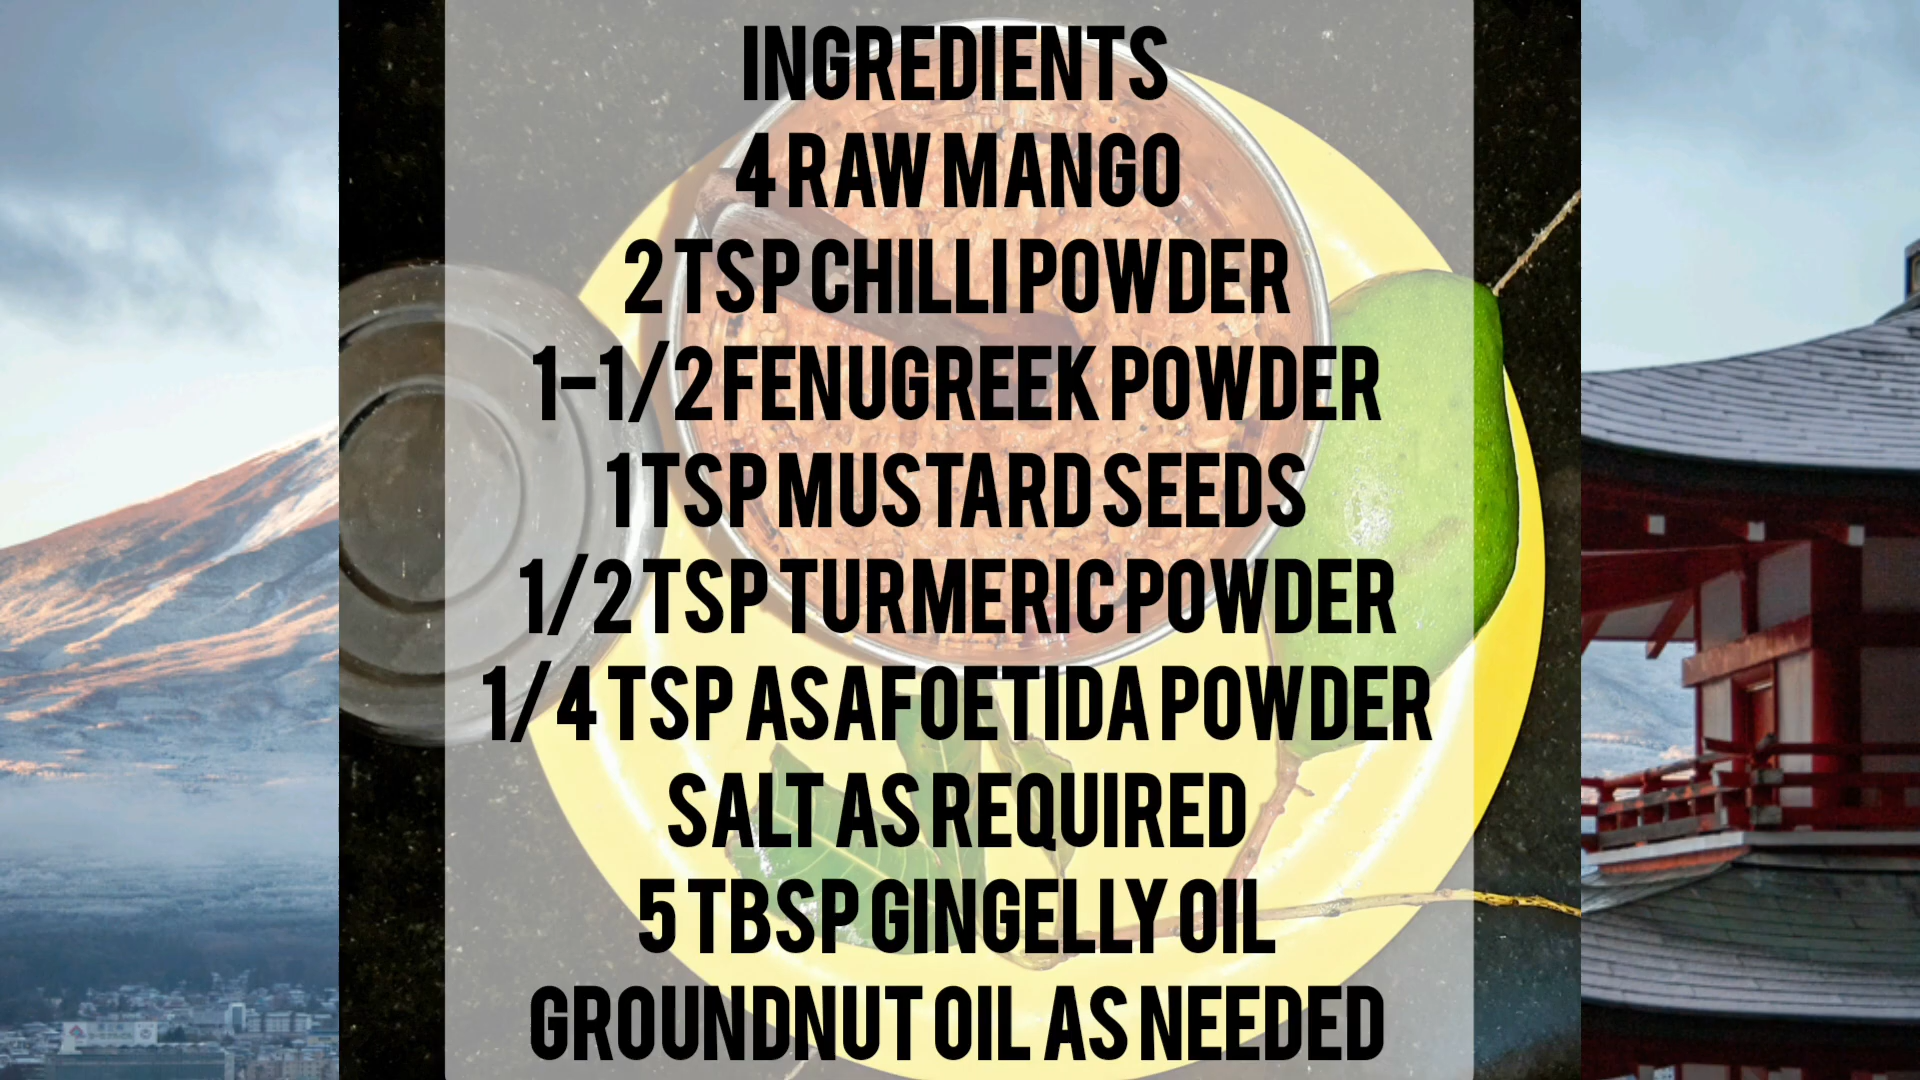 INGREDIENTS
4 RAW MANGO
2 TSP CHILLI POWDER
1-1/2 FENUGREEK POWDER
1 TSP MUSTARD SEEDS
1/2 TSP TURMERIC POWDER
1/4 TSP ASAFOETIDA POWDER
SALT AS REQUIRED
5 TBSP GINGELLY OIL
GROUNDNUT OIL AS NEEDED